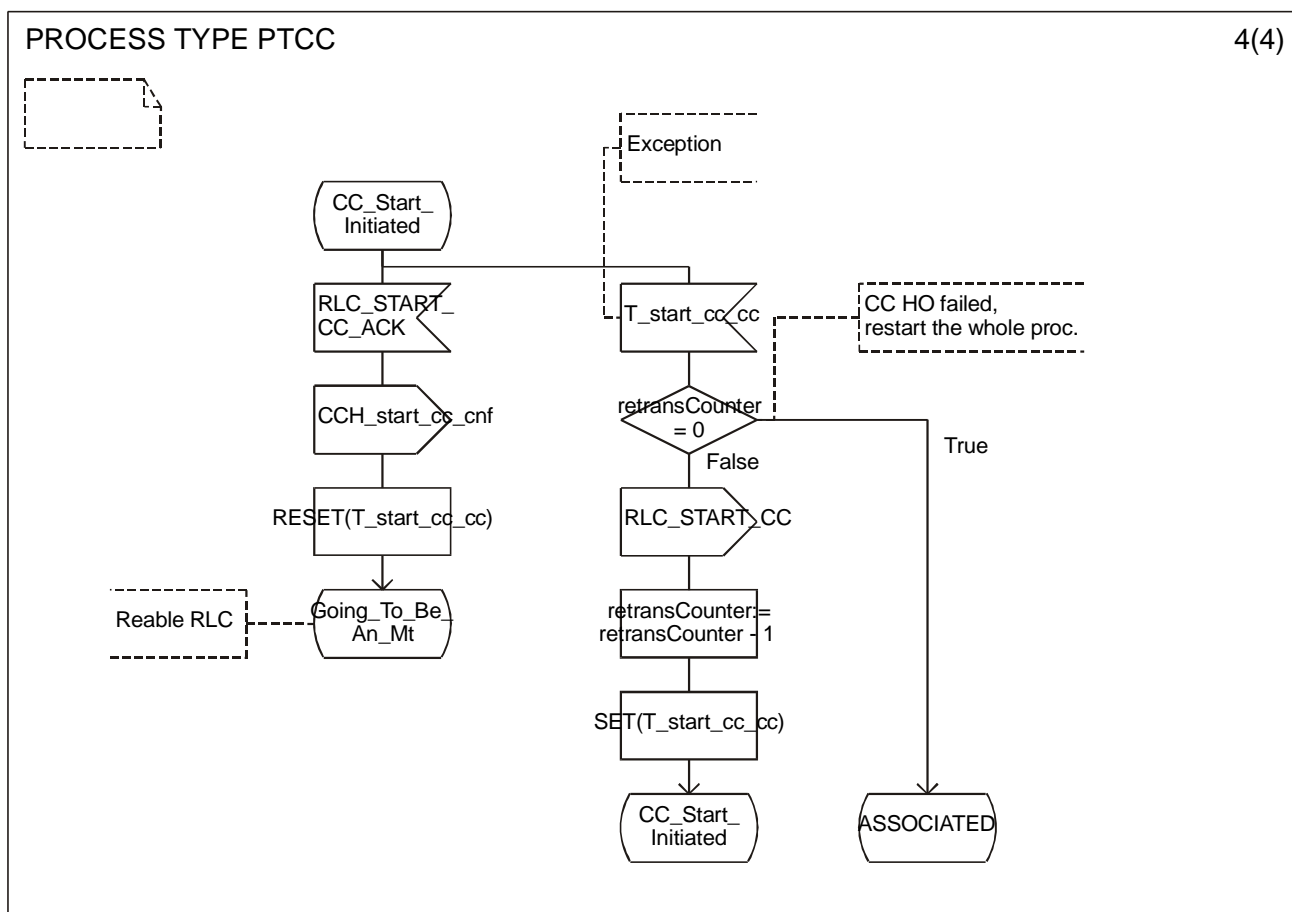 PROCESS TYPE PTCC
4(4)
Exception
CC_Start_
Initiated
RLC_START_
CC_ACK
T_start_cc_cc
CC HO failed,
restart the whole proc.
CCH_start_cc_cnf
retransCounter
= 0
True
False
RESET(T_start_cc_cc)
RLC_START_CC
Reable RLC
Going_To_Be_
An_Mt
retransCounter:=
retransCounter - 1
SET(T_start_cc_cc)
CC_Start_
Initiated
ASSOCIATED